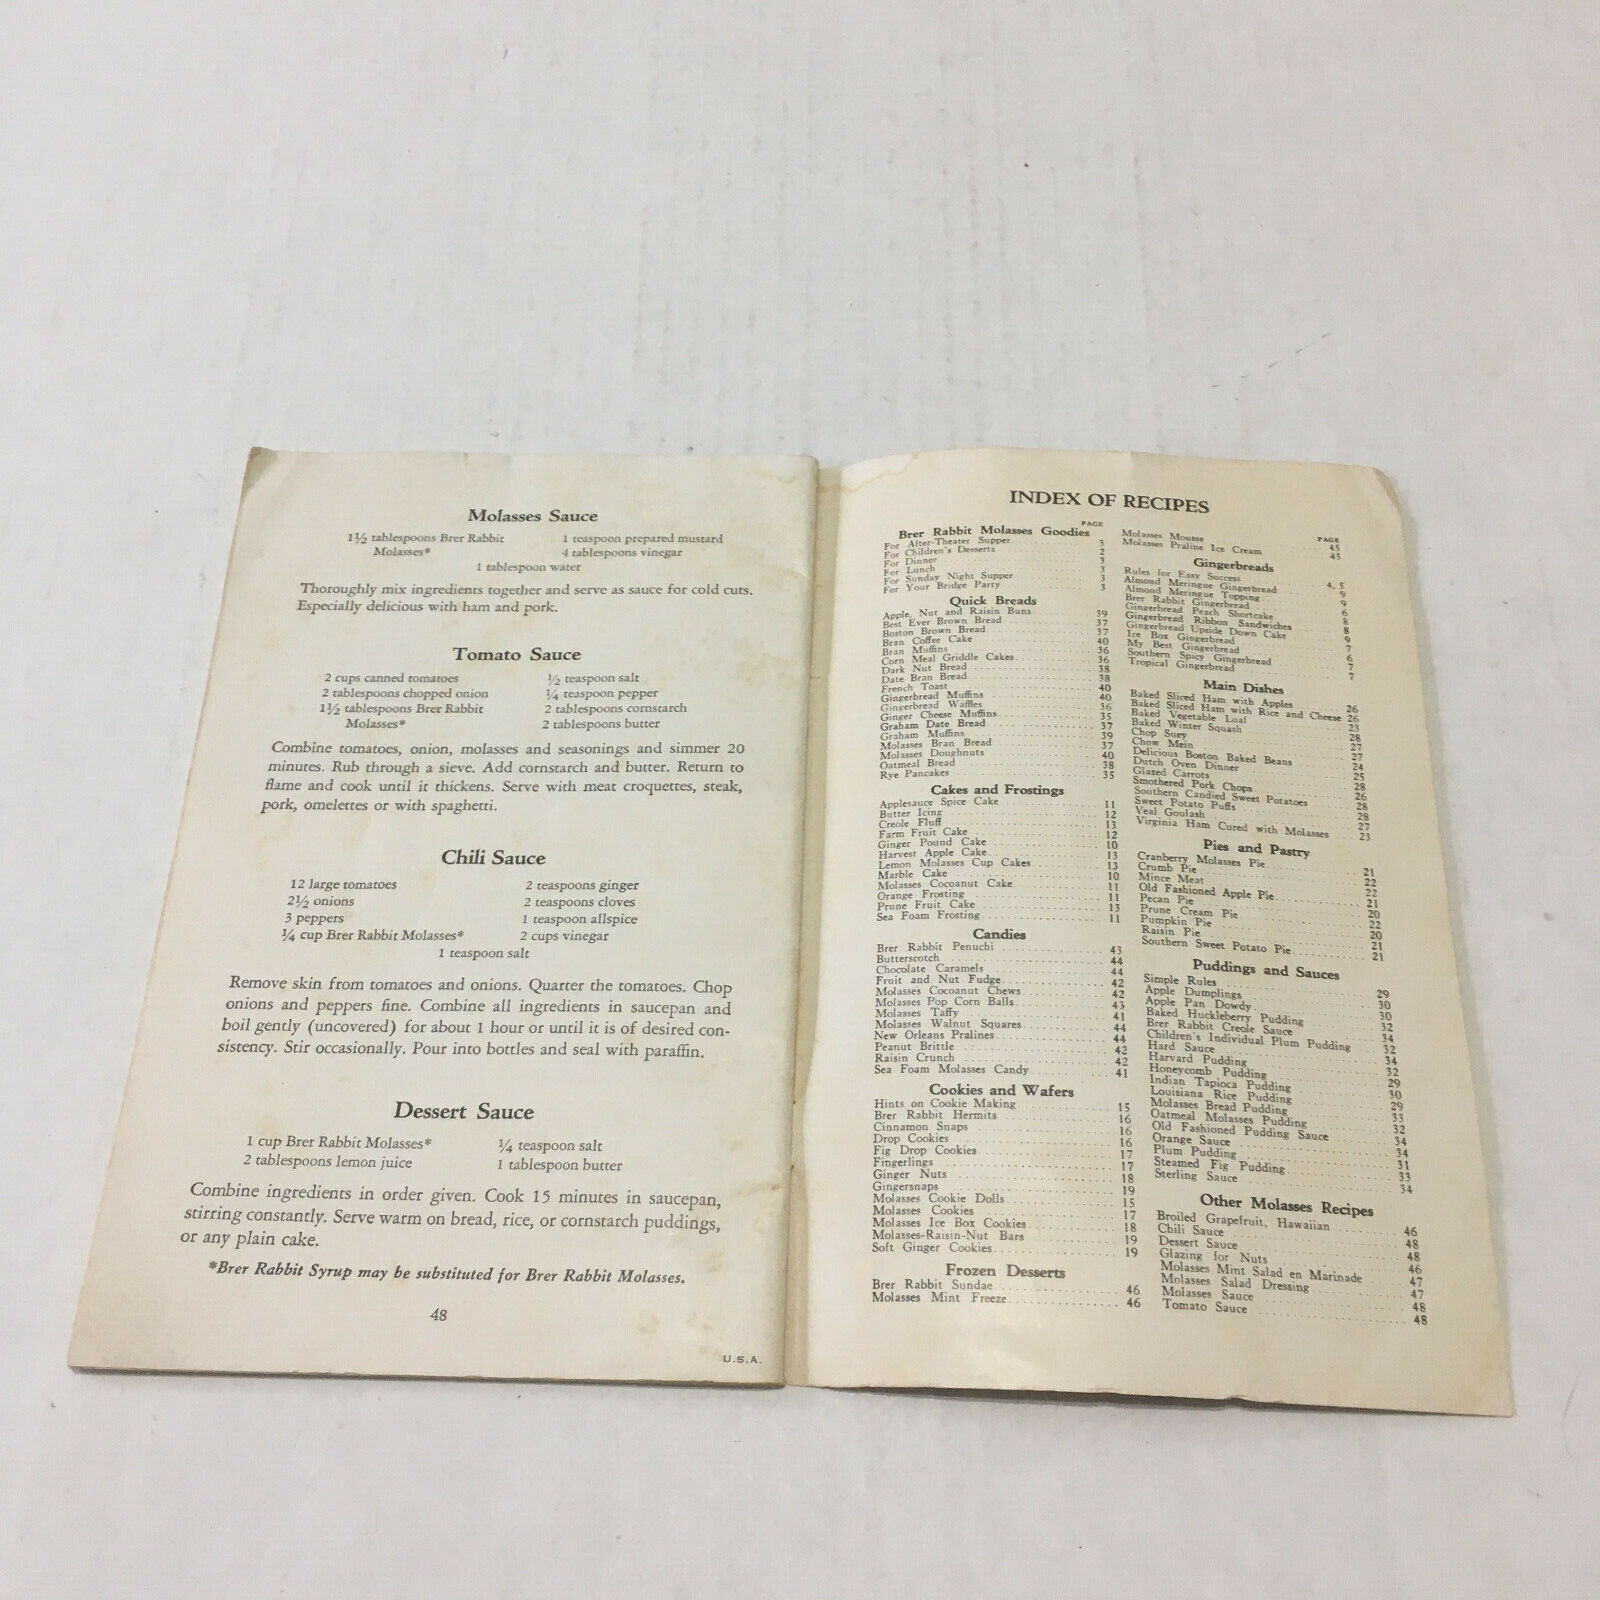 Molasses Sauce
1½ tablespoons Brer Rabbit Molasses*
1 teaspoon prepared mustard
4 tablespoons vinegar
1 tablespoon water
Thoroughly mix ingredients together and serve as sauce for cold cuts.
Especially delicious with ham and pork.
Tomato Sauce
2 cups canned tomatoes
2 tablespoons chopped onion
1½ tablespoons Brer Rabbit
Molasses*
½ teaspoon salt
¼ teaspoon pepper
2 tablespoons cornstarch
2 tablespoons butter
Combine tomatoes, onion, molasses and seasonings and simmer 20
minutes. Rub through a sieve. Add cornstarch and butter. Return to
flame and cook until it thickens. Serve with meat croquettes, steak,
pork, omelettes or with spaghetti.
Chili Sauce
12 large tomatoes
2½ onions
3 peppers
¼ cup Brer Rabbit Molasses*
2 teaspoons ginger
2 teaspoons cloves
1 teaspoon allspice
2 cups vinegar
1 teaspoon salt
Remove skin from tomatoes and onions. Quarter the tomatoes. Chop
onions and peppers fine. Combine all ingredients in saucepan and
boil gently (uncovered) for about 1 hour or until it is of desired con-
sistency. Stir occasionally. Pour into bottles and seal with paraffin.
Dessert Sauce
1 cup Brer Rabbit Molasses*
2 tablespoons lemon juice
¼ teaspoon salt
1 tablespoon butter
Combine ingredients in order given. Cook 15 minutes in saucepan,
stirring constantly. Serve warm on bread, rice, or cornstarch puddings,
or any plain cake.
*Brer Rabbit Syrup may be substituted for Brer Rabbit Molasses.
48
U.S.A.
INDEX OF RECIPES
PAGE
Brer Rabbit Molasses Goodies
For After-Theater Supper 3
For Children's Desserts 2
For Dinner 3
For Lunch 3
For Sunday Night Supper 3
For Your Bridge Party 3
Quick Breads
Apple, Nut and Raisin Buns 39
Best Ever Brown Bread 37
Boston Brown Bread 37
Bran Coffee Cake 40
Bran Muffins 36
Corn Meal Griddle Cakes 36
Dark Nut Bread 38
Date Bran Bread 38
French Toast 40
Gingerbread Muffins 40
Gingerbread Waffles 36
Ginger Cheese Muffins 35
Graham Date Bread 37
Graham Muffins 39
Molasses Bran Bread 37
Molasses Doughnuts 40
Oatmeal Bread 38
Rye Pancakes 35
Cakes and Frostings
Applesauce Spice Cake 11
Butter Icing 12
Creole Fluff 13
Farm Fruit Cake 12
Ginger Pound Cake 10
Harvest Apple Cake 13
Lemon Molasses Cup Cakes 13
Marble Cake 10
Molasses Cocoanut Cake 11
Orange Frosting 11
Prune Fruit Cake 13
Sea Foam Frosting 11
Candies
Brer Rabbit Penuchi 43
Butterscotch 44
Chocolate Caramels 44
Fruit and Nut Fudge 42
Molasses Cocoanut Chews 42
Molasses Pop Corn Balls 43
Molasses Taffy 41
Molasses Walnut Squares 44
New Orleans Pralines 44
Peanut Brittle 42
Raisin Crunch 42
Sea Foam Molasses Candy 41
Cookies and Wafers
Hints on Cookie Making 15
Brer Rabbit Hermits 16
Cinnamon Snaps 16
Drop Cookies 16
Fig Drop Cookies 17
Fingerlings 17
Ginger Nuts 18
Gingersnaps 19
Molasses Cookie Dolls 15
Molasses Cookies 17
Molasses Ice Box Cookies 18
Molasses-Raisin-Nut Bars 19
Soft Ginger Cookies 19
Frozen Desserts
Brer Rabbit Sundae 46
Molasses Mint Freeze 46
PAGE
Molasses Mousse 45
Molasses Praline Ice Cream 45
Gingerbreads
Rules for Easy Success 4, 5
Almond Meringue Gingerbread 9
Almond Meringue Topping 9
Brer Rabbit Gingerbread 6
Gingerbread Peach Shortcake 8
Gingerbread Ribbon Sandwiches 8
Gingerbread Upside Down Cake 9
Ice Box Gingerbread 7
My Best Gingerbread 6
Southern Spicy Gingerbread 7
Tropical Gingerbread 7
Main Dishes
Baked Sliced Ham with Apples 26
Baked Sliced Ham with Rice and Cheese 26
Baked Vegetable Loaf 23
Baked Winter Squash 28
Chop Suey 27
Chow Mein 27
Delicious Boston Baked Beans 24
Dutch Oven Dinner 25
Glazed Carrots 28
Smothered Pork Chops 26
Southern Candied Sweet Potatoes 28
Sweet Potato Puffs 28
Veal Goulash 27
Virginia Ham Cured with Molasses 23
Pies and Pastry
Cranberry Molasses Pie 21
Crumb Pie 22
Mince Meat 22
Old Fashioned Apple Pie 21
Pecan Pie 20
Prune Cream Pie 22
Pumpkin Pie 20
Raisin Pie 21
Southern Sweet Potato Pie 21
Puddings and Sauces
Simple Rules 29
Apple Dumplings 30
Apple Pan Dowdy 30
Baked Huckleberry Pudding 32
Brer Rabbit Creole Sauce 34
Children's Individual Plum Pudding 32
Hard Sauce 34
Harvard Pudding 32
Honeycomb Pudding 29
Indian Tapioca Pudding 30
Louisiana Rice Pudding 29
Molasses Bread Pudding 33
Oatmeal Molasses Pudding 32
Old Fashioned Pudding Sauce 34
Orange Sauce 34
Plum Pudding 31
Steamed Fig Pudding 33
Sterling Sauce 34
Other Molasses Recipes
Broiled Grapefruit, Hawaiian 46
Chili Sauce 48
Dessert Sauce 48
Glazing for Nuts 46
Molasses Mint Salad en Marinade 47
Molasses Salad Dressing 47
Molasses Sauce 48
Tomato Sauce 48